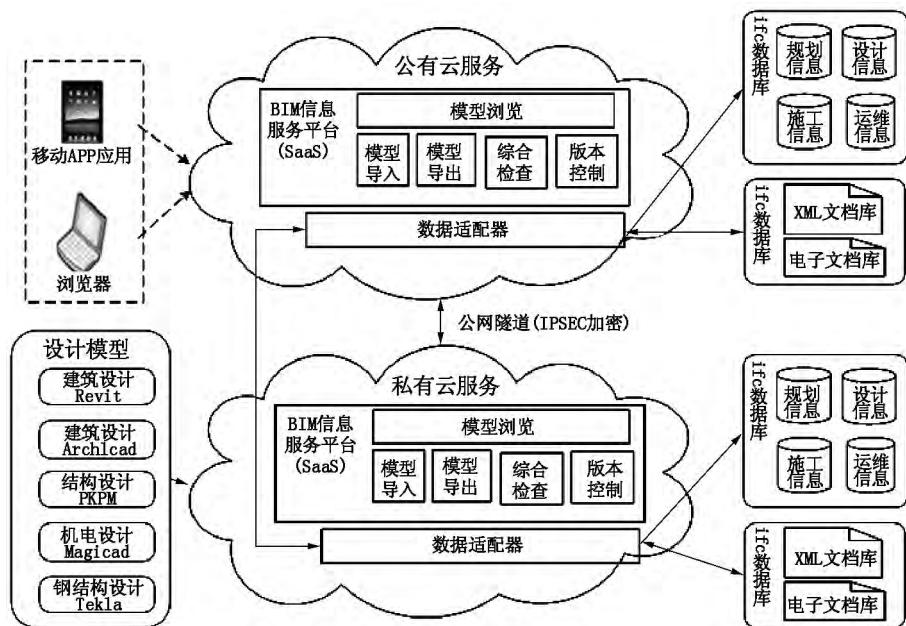 移动APP应用
浏览器
设计模型
建筑设计
Revit
建筑设计
Archlcad
结构设计
PKPM
机电设计
Magicad
钢结构设计
Tekla
公有云服务
BIM信息
服务平台
(SaaS)
模型浏览
模型
导入
模型
导出
综合
检查
版本
控制
数据适配器
公网隧道(IPSEC加密)
私有云服务
BIM信息
服务平台
(SaaS)
模型浏览
模型
导入
模型
导出
综合
检查
版本
控制
数据适配器
ifc数据库
规划
信息
设计
信息
施工
信息
运维
信息
ifc数据库
XML文档库
电子文档库
ifc数据库
规划
信息
设计
信息
施工
信息
运维
信息
ifc数据库
XML文档库
电子文档库